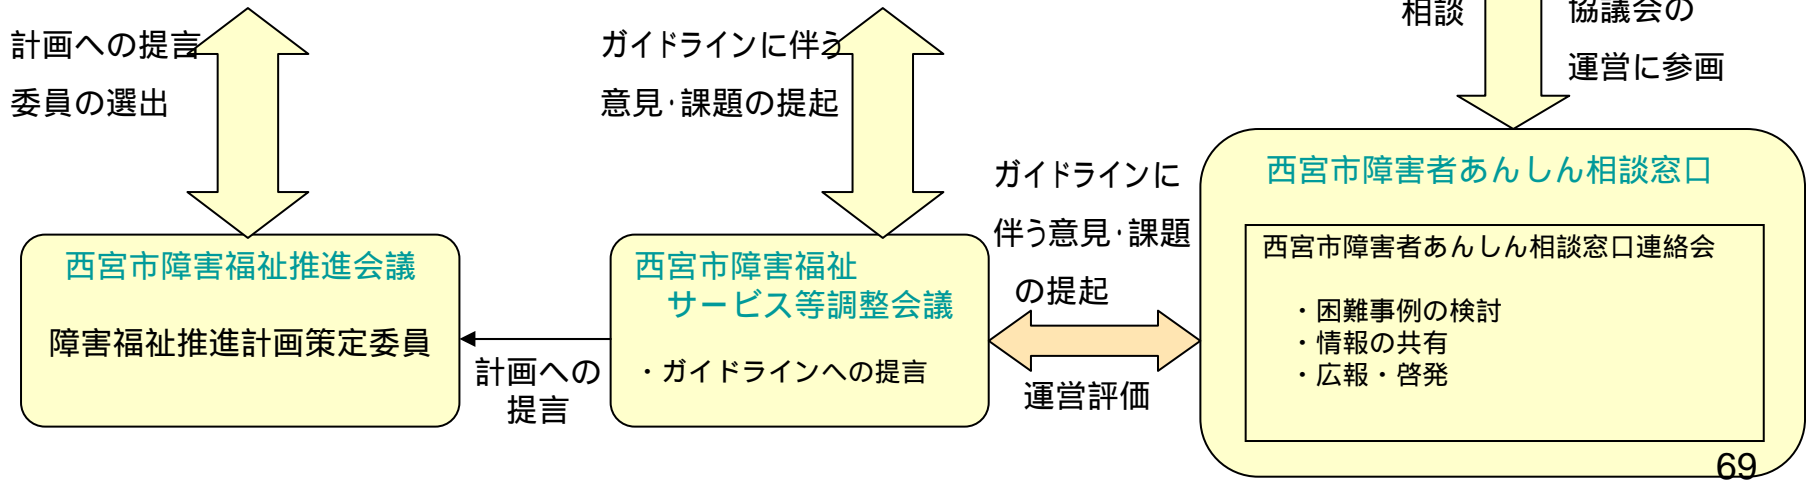 計画への提言
委員の選出
ガイドラインに伴う
意見・課題の提起
相談
協議会の
運営に参画
ガイドラインに
伴う意見・課題
の提起
運営評価
西宮市障害福祉推進会議
障害福祉推進計画策定委員
計画への
提言
西宮市障害福祉
サービス等調整会議
・ガイドラインへの提言
西宮市障害者あんしん相談窓口
西宮市障害者あんしん相談窓口連絡会
・困難事例の検討
・情報の共有
・広報・啓発
69